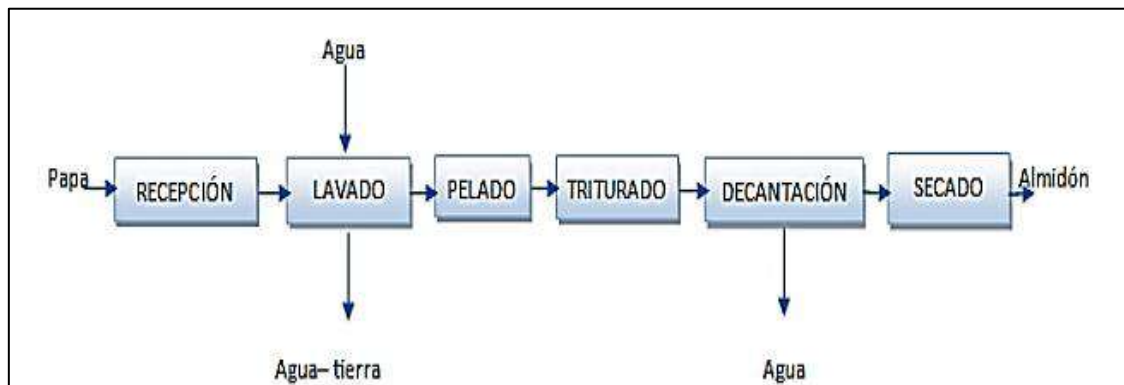 Agua
Papa
RECEPCIÓN
LAVADO
PELADO
TRITURADO
DECANTACIÓN
SECADO
Almidón
Agua– tierra
Agua